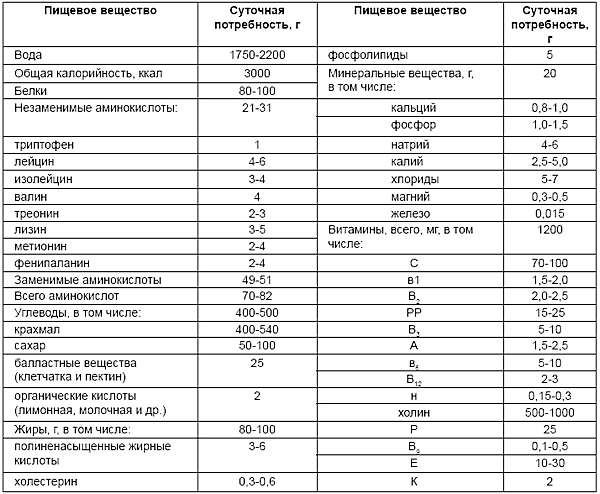 Пищевое вещество Суточная Пищевое вещество Суточная
потребность, г потребность,
г
Вода 1750-2200 фосфолипиды 5
Общая калорийность, ккал 3000 Минеральные вещества, г, 20
Белки 80-100 в том числе:
Незаменимые аминокислоты: 21-31 кальций 0,8-1,0
фосфор 1,0-1,5
триптофен 1 натрий 4-6
лейцин 4-6 калий 2,5-5,0
изолейцин 3-4 хлориды 5-7
валин 4 магний 0,3-0,5
треонин 2-3 железо 0,015
лизин 3-5 Витамины, всего, мг, в том 1200
метионин 2-4 числе:
фенипаланин 2-4 С 70-100
Заменимые аминокислоты 49-51 в1 1,5-2,0
Всего аминокислот 70-82 В2 2,0-2,5
Углеводы, в том числе: 400-500 РР 15-25
крахмал 400-540 В3 5-10
сахар 50-100 А 1,5-2,5
балластные вещества 25 в 5-10
(клетчатка и пектин) В12 2-3
органические кислоты 2 н 0,15-0,3
(лимонная, молочная и др.) холин 500-1000
Жиры, г, в том числе: 80-100 Р 25
полиненасыщенные жирные 3-6 В 0,1-0,5
кислоты Е 10-30
холестерин 0,3-0,6 К 2